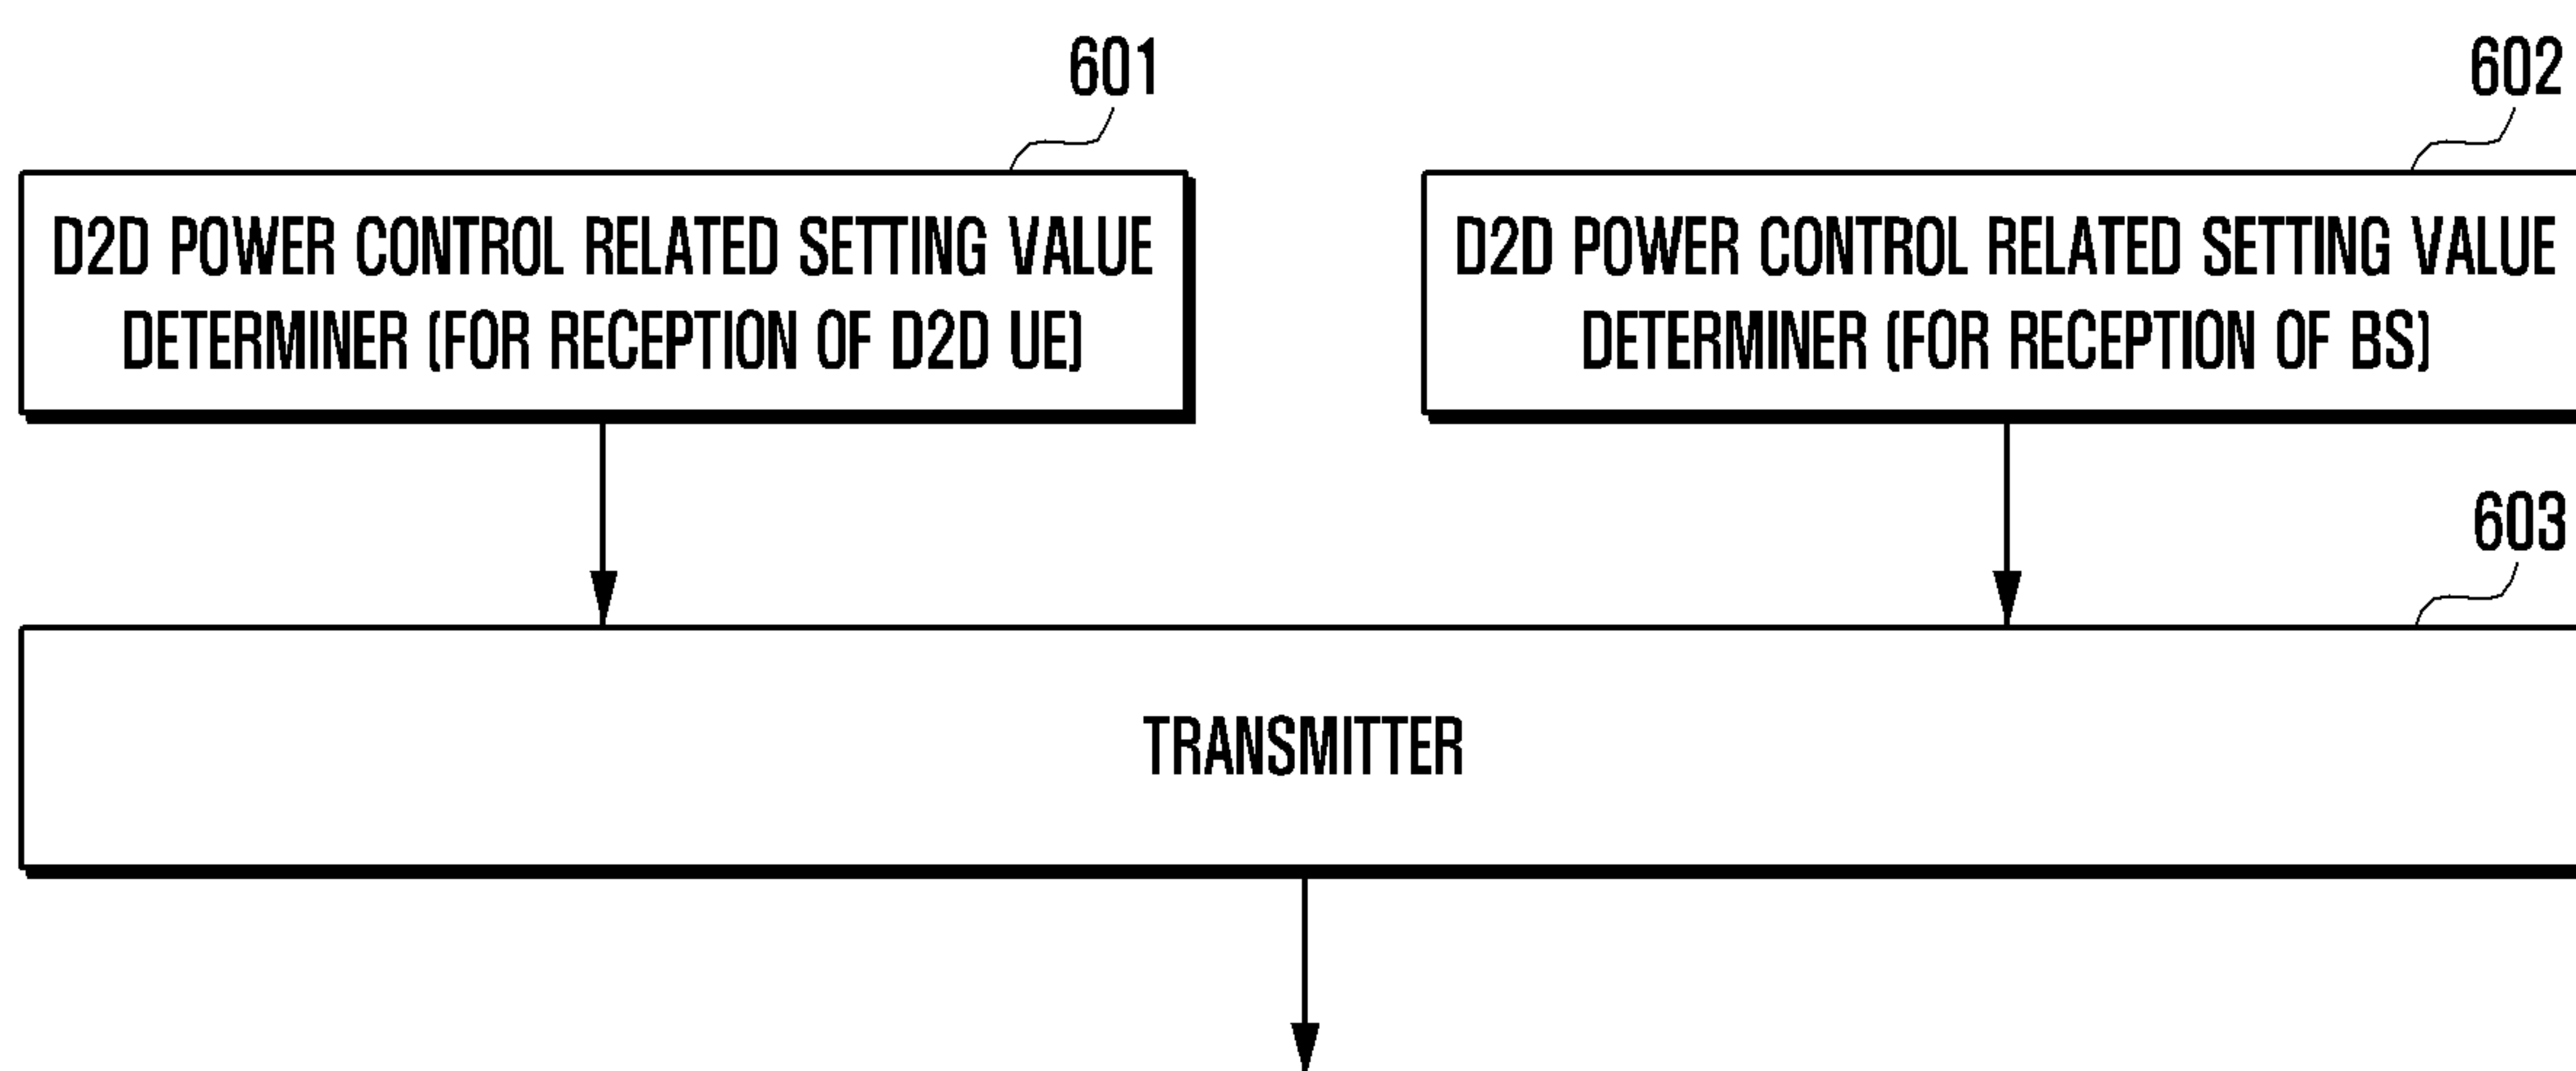 601
602
D2D POWER CONTROL RELATED SETTING VALUE
DETERMINER (FOR RECEPTION OF D2D UE)
D2D POWER CONTROL RELATED SETTING VALUE
DETERMINER (FOR RECEPTION OF BS)
603
TRANSMITTER